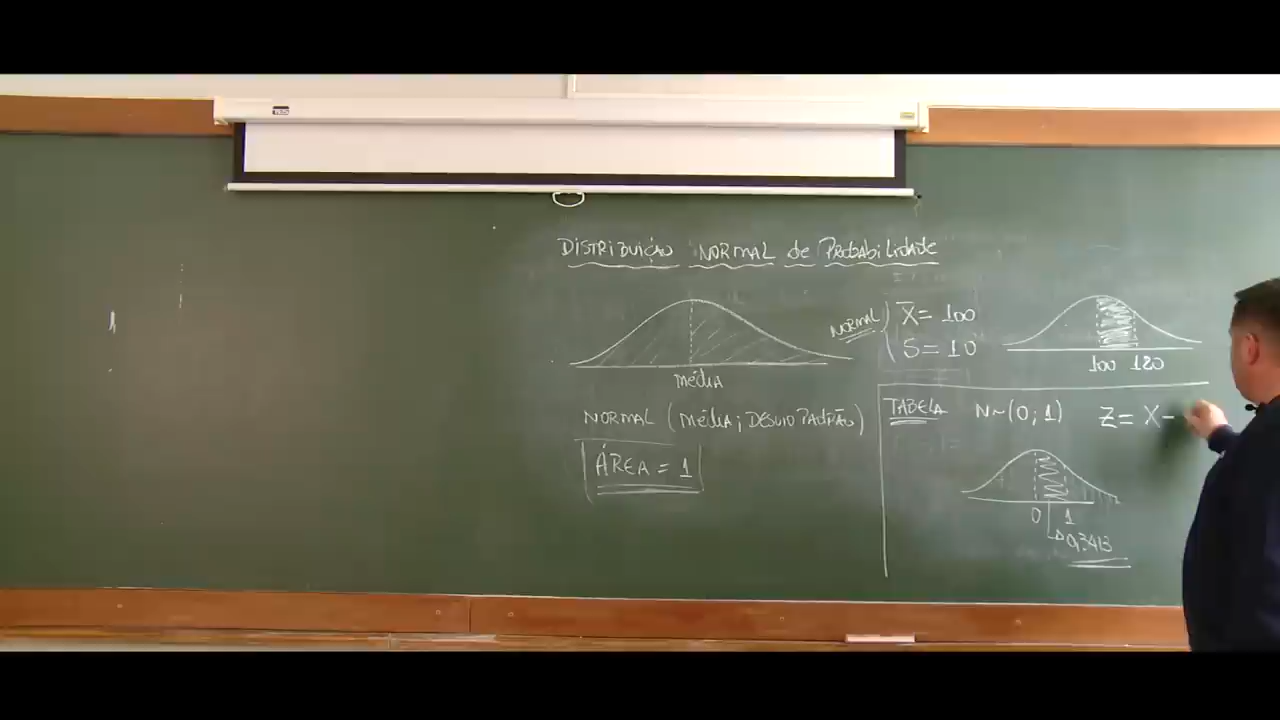 DISTRIBUIÇÃO NORMAL de PRObabiLidAde
média
NORMAL (média; DESVIO PADRÃO)
ÁREA = 1
NORMAL
X̅ = 100
S = 10
100 120
TABELA N~(0; 1) Z = X -
0 1
0,3413